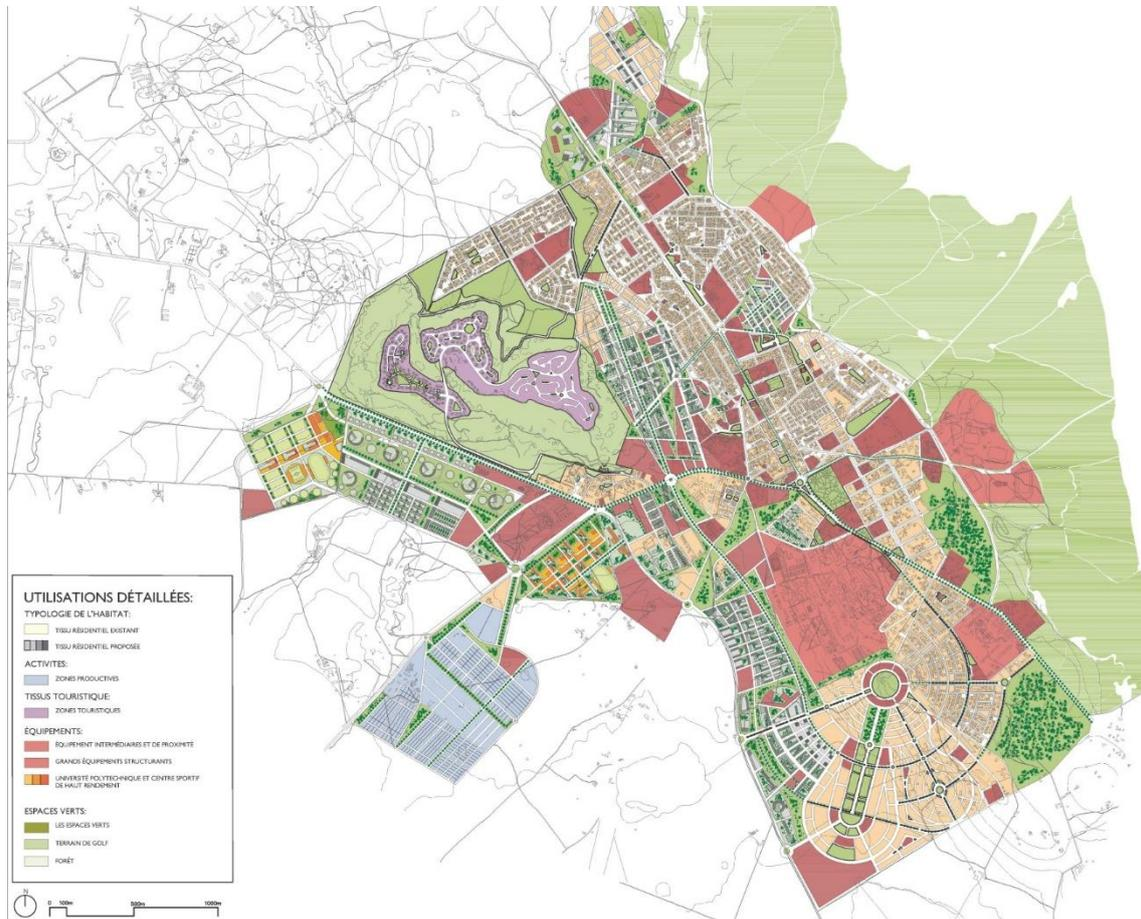 UTILISATIONS DÉTAILLÉES:
TYPOLOGIE DE L'HABITAT:
TISSU RÉSIDENTIEL EXISTANT
TISSU RÉSIDENTIEL PROPOSÉE
ACTIVITES:
ZONES PRODUCTIVES
TISSUS TOURISTIQUE:
ZONES TOURISTIQUES
ÉQUIPEMENTS:
ÉQUIPEMENT INTERMÉDIAIRES ET DE PROXIMITÉ
GRANDS ÉQUIPEMENTS STRUCTURANTS
UNIVERSITÉ POLYTECHNIQUE ET CENTRE SPORTIF
DE HAUT RENDEMENT
ESPACES VERTS:
LES ESPACES VERTS
TERRAIN DE GOLF
FORÊT
N
0 100m 500m 1000m